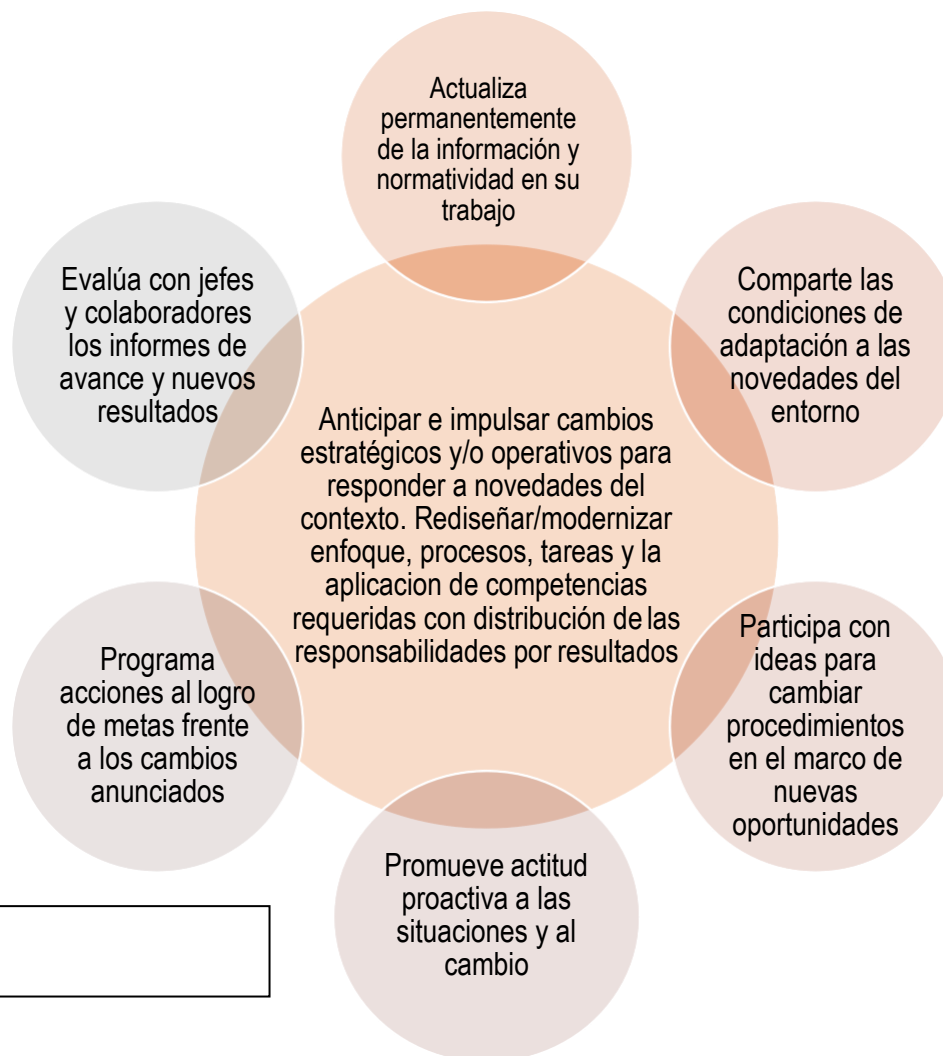 Actualiza
permanentemente
de la información y
normatividad en su
trabajo
Comparte las
condiciones de
adaptación a las
novedades del
entorno
Participa con
ideas para
cambiar
procedimientos
en el marco de
nuevas
oportunidades
Promueve actitud
proactiva a las
situaciones y al
cambio
Programa
acciones al logro
de metas frente
a los cambios
anunciados
Evalúa con jefes
y colaboradores
los informes de
avance y nuevos
resultados
Anticipar e impulsar cambios
estratégicos y/o operativos para
responder a novedades del
contexto. Rediseñar/modernizar
enfoque, procesos, tareas y la
aplicacion de competencias
requeridas con distribución de las
responsabilidades por resultados